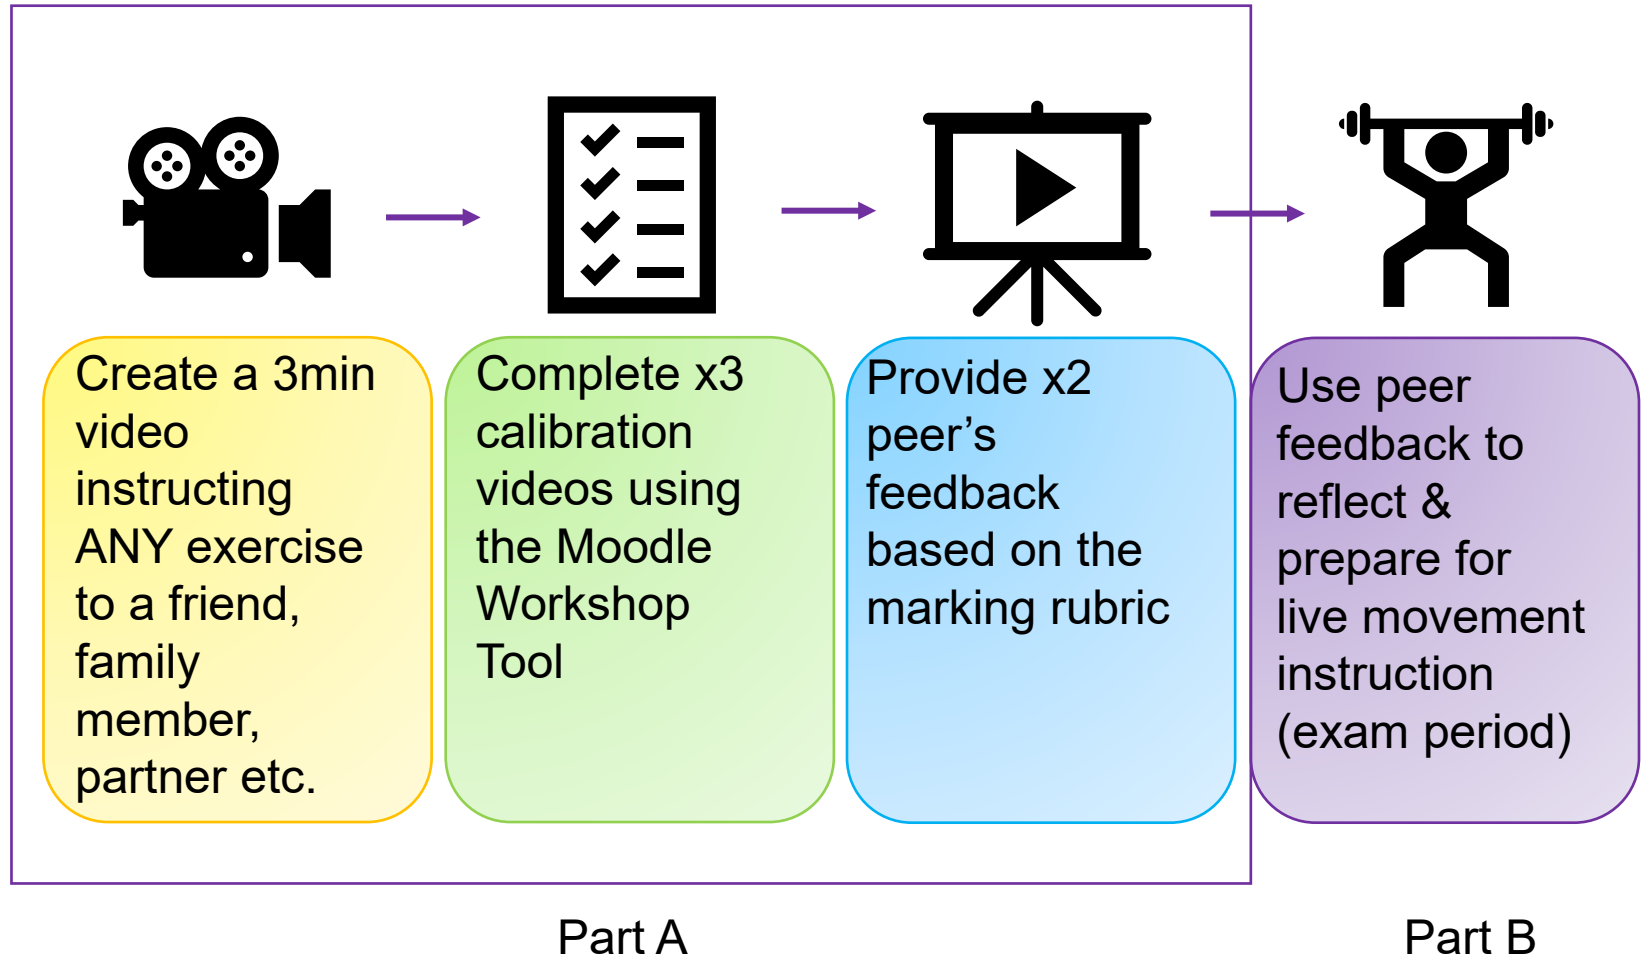 Create a 3min
video
instructing
ANY exercise
to a friend,
family
member,
partner etc.
Complete x3
calibration
videos using
the Moodle
Workshop
Tool
Provide x2
peer’s
feedback
based on the
marking rubric
Use peer
feedback to
reflect &
prepare for
live movement
instruction
(exam period)
Part A
Part B